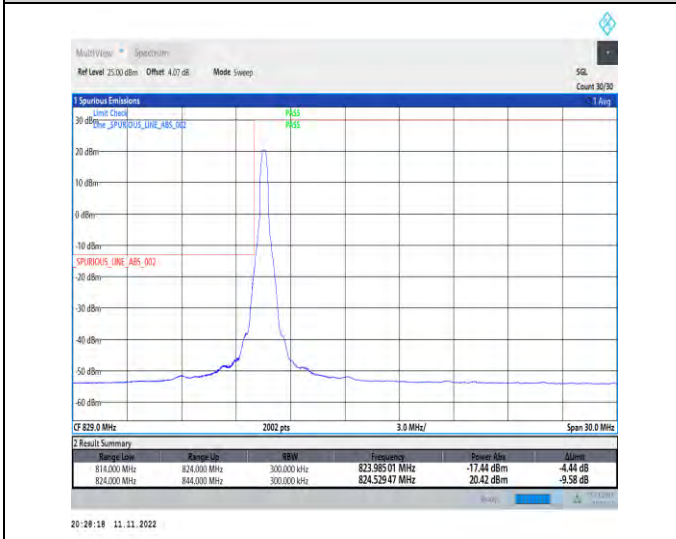 MultiView Spectrum
Ref Level 25.00 dBm Offset 4.07 dB Mode Sweep SGL
Count 30/30
1 Spurious Emissions 1 Avg
Limit Check PASS
30 dBm Line _SPURIOUS_LINE_ABS_002 PASS
20 dBm
10 dBm
0 dBm
-10 dBm
SPURIOUS_LINE_ABS_002
-20 dBm
-30 dBm
-40 dBm
-50 dBm
-60 dBm
CF 829.0 MHz 2002 pts 3.0 MHz/ Span 30.0 MHz
2 Result Summary
Range Low Range Up RBW Frequency Power Abs ΔLimit
814.000 MHz 824.000 MHz 300.000 kHz 823.98501 MHz -17.44 dBm -4.44 dB
824.000 MHz 844.000 MHz 300.000 kHz 824.52947 MHz 20.42 dBm -9.58 dB
Ready
20:28:18 11.11.2022